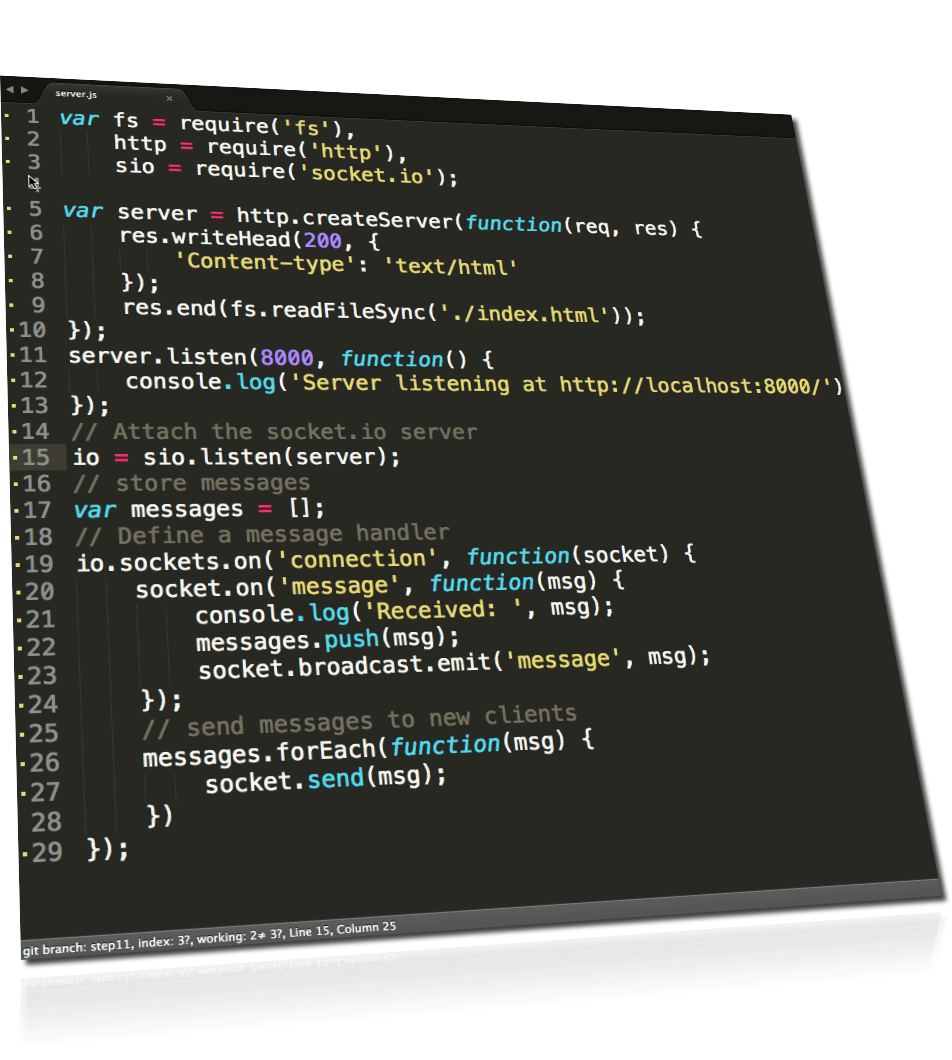 server.js
1 var fs = require('fs'),
2 http = require('http'),
3 sio = require('socket.io');
4
5 var server = http.createServer(function(req, res) {
6 res.writeHead(200, {
7 'Content-type': 'text/html'
8 });
9 res.end(fs.readFileSync('./index.html'));
10 });
11 server.listen(8000, function() {
12 console.log('Server listening at http://localhost:8000/')
13 });
14 // Attach the socket.io server
15 io = sio.listen(server);
16 // store messages
17 var messages = [];
18 // Define a message handler
19 io.sockets.on('connection', function(socket) {
20 socket.on('message', function(msg) {
21 console.log('Received: ', msg);
22 messages.push(msg);
23 socket.broadcast.emit('message', msg);
24 });
25 // send messages to new clients
26 messages.forEach(function(msg) {
27 socket.send(msg);
28 })
29 });
git branch: step11, index: 3?, working: 2≠ 3?, Line 15, Column 25